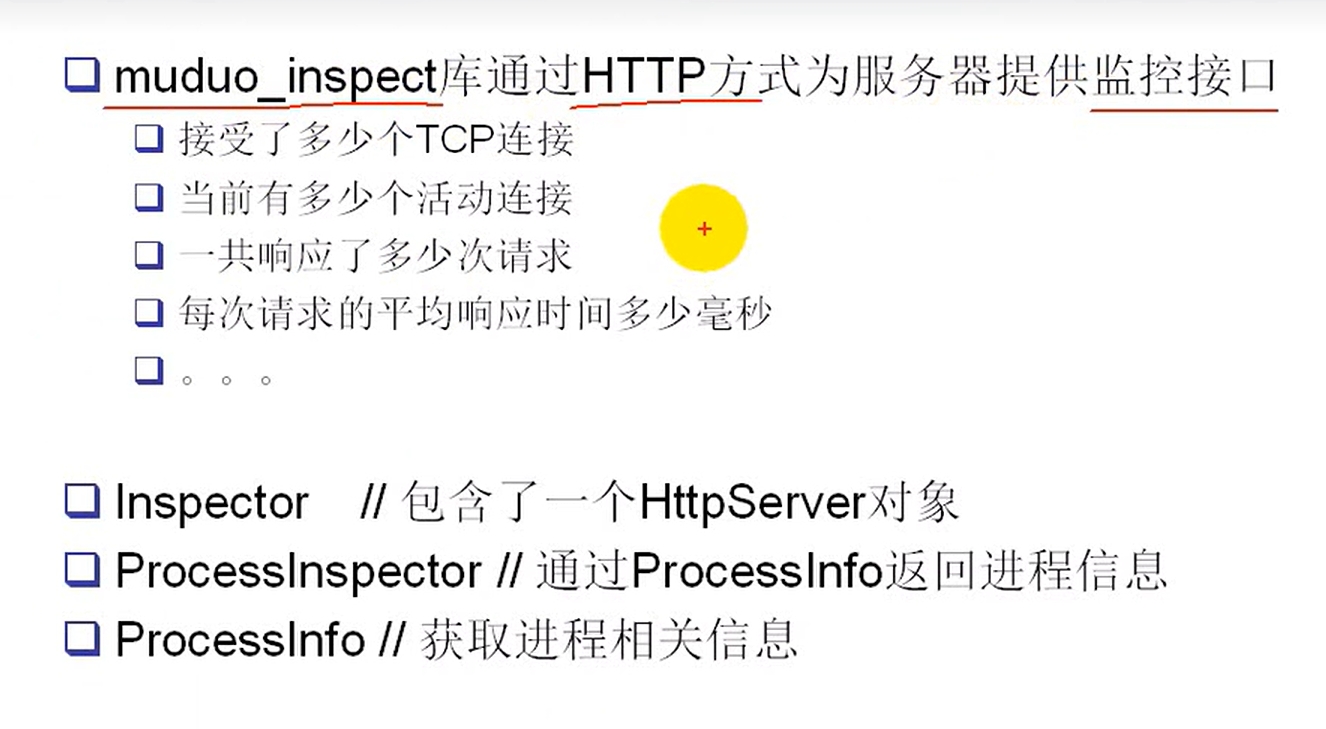 muduo_inspect库通过HTTP方式为服务器提供监控接口
接受了多少个TCP连接
当前有多少个活动连接
一共响应了多少次请求
每次请求的平均响应时间多少毫秒
。。。
Inspector // 包含了一个HttpServer对象
ProcessInspector // 通过ProcessInfo返回进程信息
ProcessInfo // 获取进程相关信息